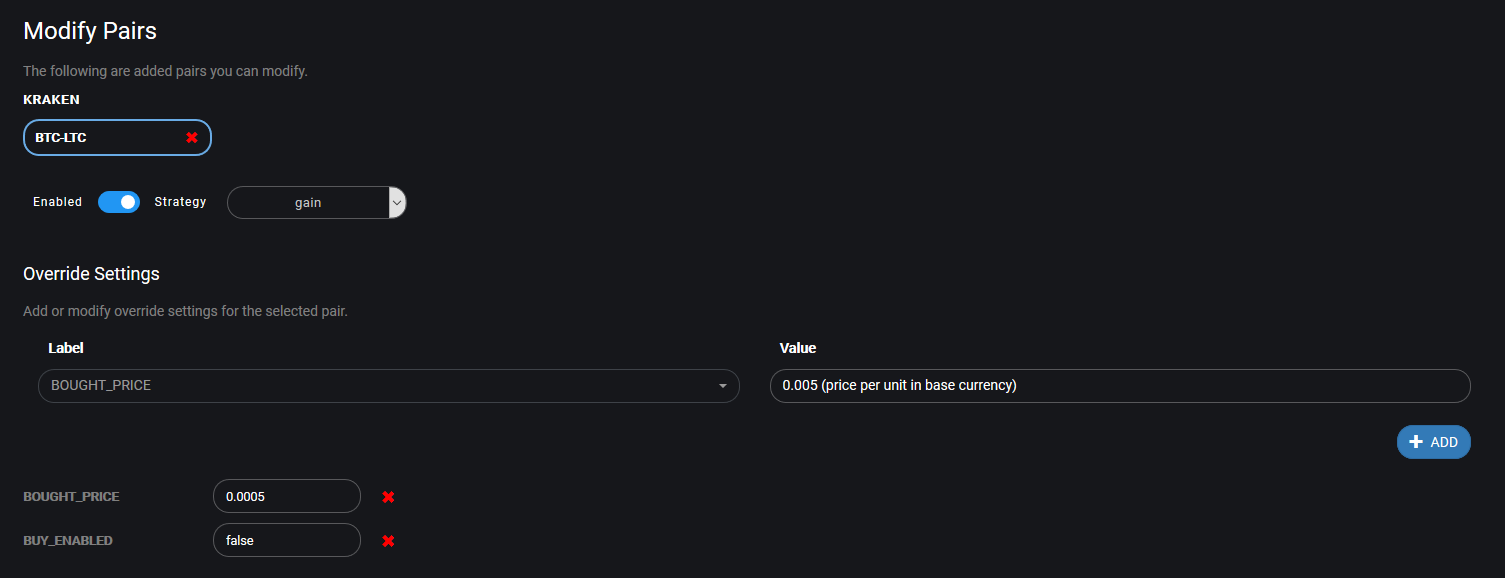 Modify Pairs
The following are added pairs you can modify.
KRAKEN
BTC-LTC
Enabled Strategy gain
Override Settings
Add or modify override settings for the selected pair.
Label Value
BOUGHT_PRICE 0.005 (price per unit in base currency)
ADD
BOUGHT_PRICE 0.0005
BUY_ENABLED false